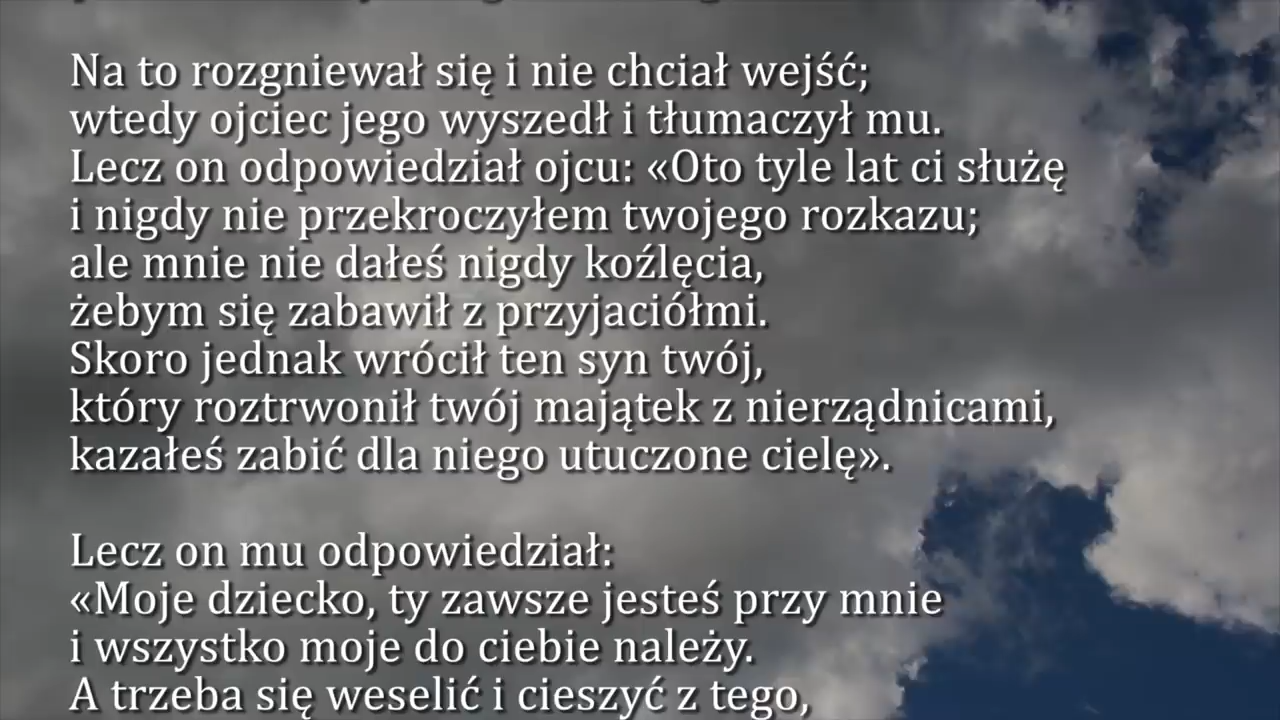 Na to rozgniewał się i nie chciał wejść;
wtedy ojciec jego wyszedł i tłumaczył mu.
Lecz on odpowiedział ojcu: «Oto tyle lat ci służę
i nigdy nie przekroczyłem twojego rozkazu;
ale mnie nie dałeś nigdy koźlęcia,
żebym się zabawił z przyjaciółmi.
Skoro jednak wrócił ten syn twój,
który roztrwonił twój majątek z nierządnicami,
kazałeś zabić dla niego utuczone cielę».
Lecz on mu odpowiedział:
«Moje dziecko, ty zawsze jesteś przy mnie
i wszystko moje do ciebie należy.
A trzeba się weselić i cieszyć z tego,